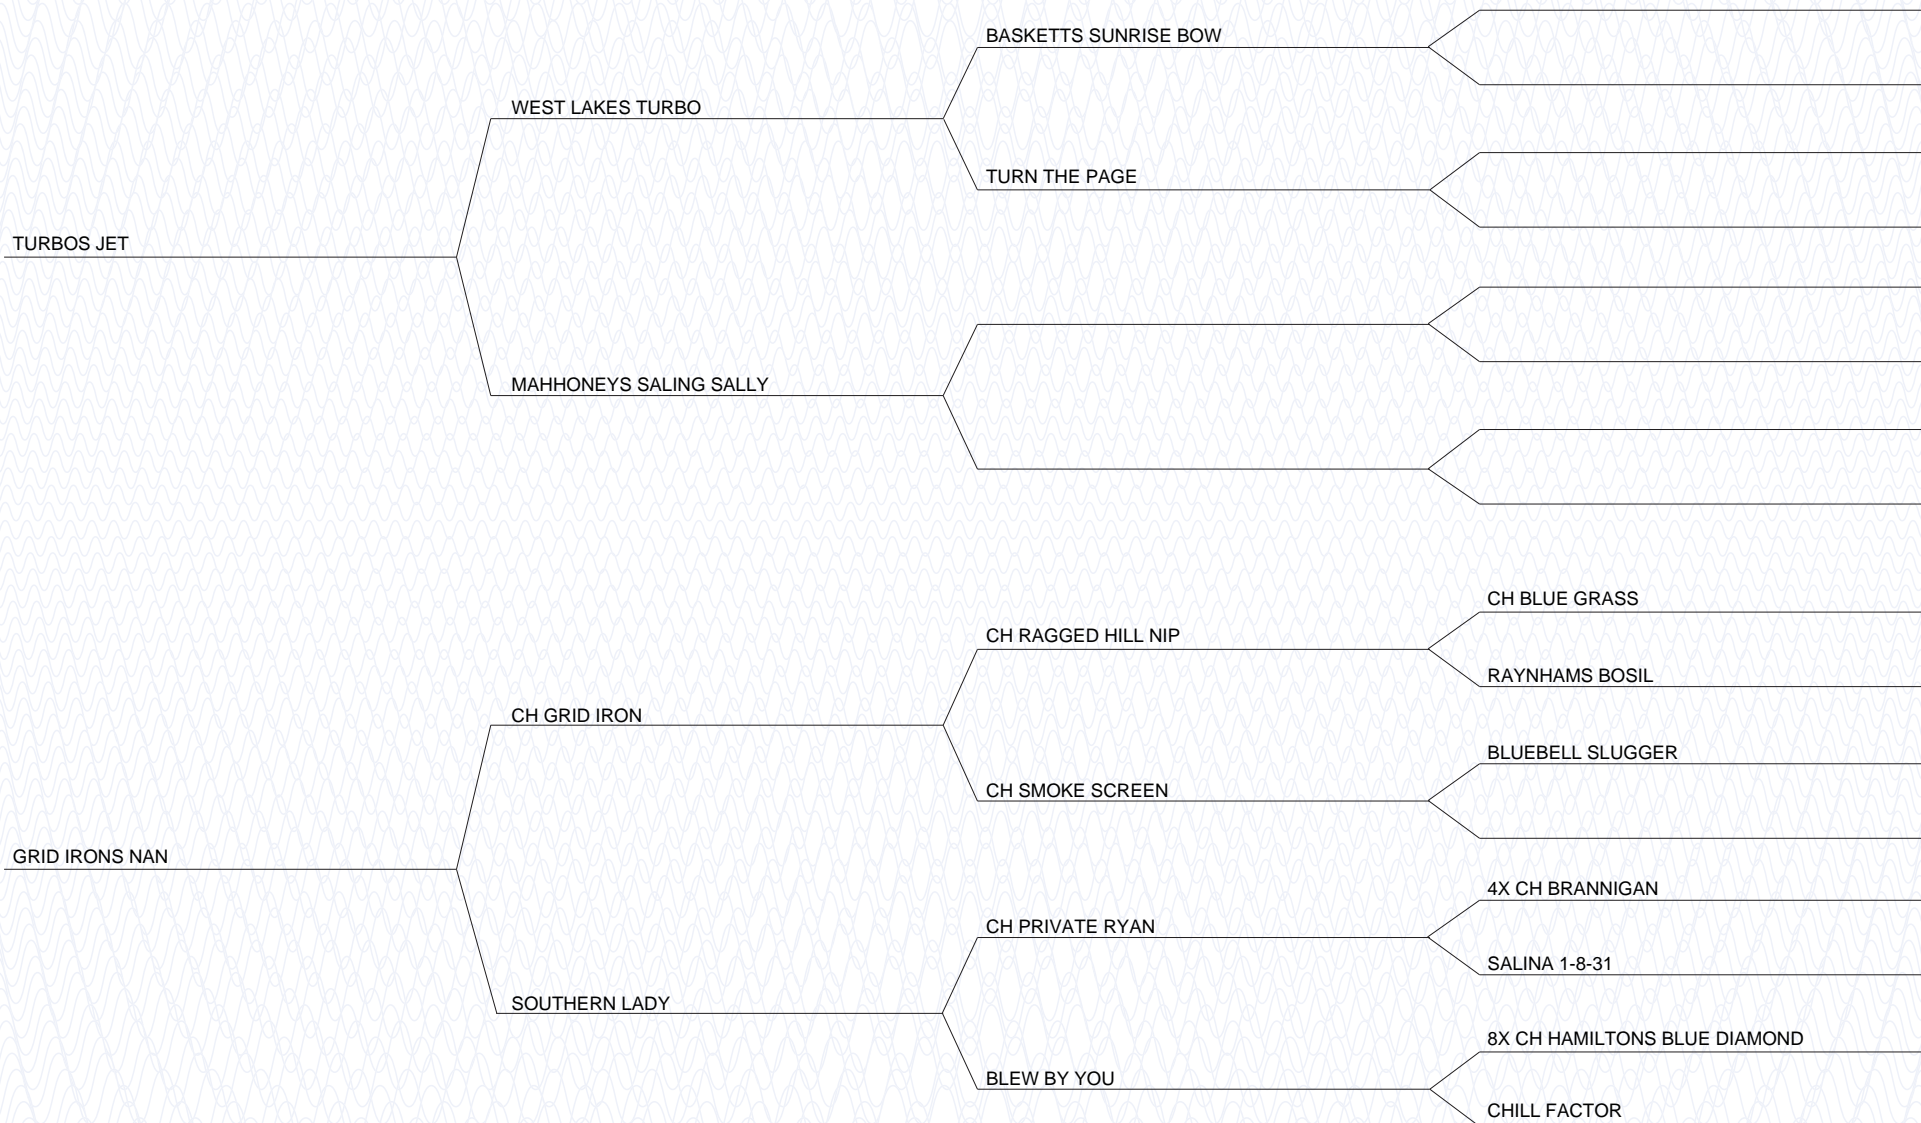 BASKETTS SUNRISE BOW
WEST LAKES TURBO
TURN THE PAGE
TURBOS JET
MAHHONEYS SALING SALLY
CH BLUE GRASS
CH RAGGED HILL NIP
RAYNHAMS BOSIL
CH GRID IRON
BLUEBELL SLUGGER
CH SMOKE SCREEN
GRID IRONS NAN
4X CH BRANNIGAN
CH PRIVATE RYAN
SALINA 1-8-31
SOUTHERN LADY
8X CH HAMILTONS BLUE DIAMOND
BLEW BY YOU
CHILL FACTOR